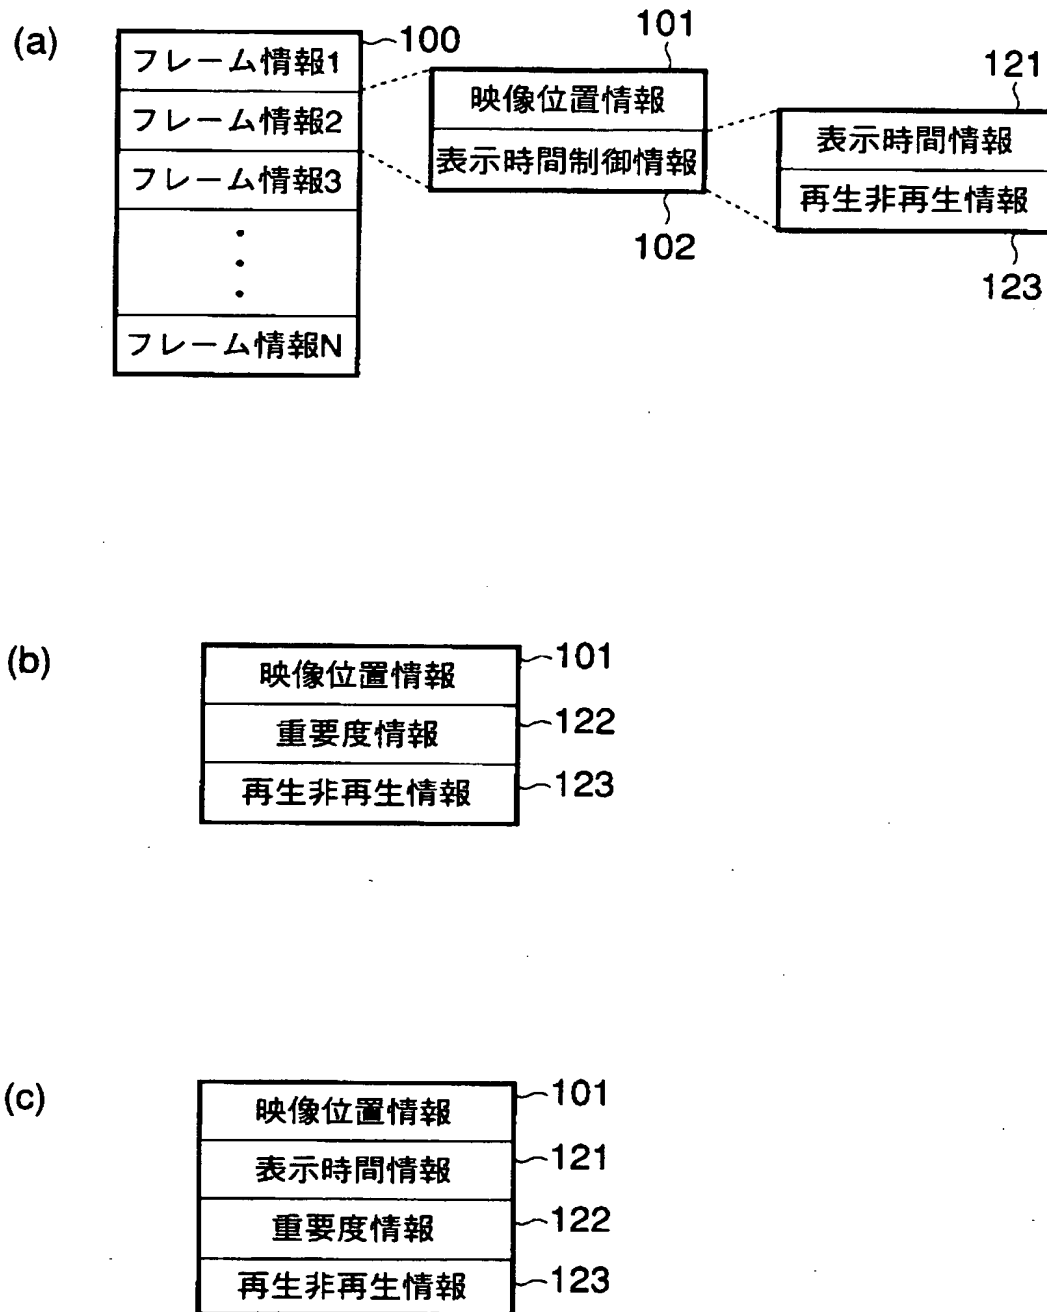 (a)
フレーム情報1
フレーム情報2
フレーム情報3
フレーム情報N
100
101
映像位置情報
表示時間制御情報
102
121
表示時間情報
再生非再生情報
123
(b)
映像位置情報 101
重要度情報 122
再生非再生情報 123
(c)
映像位置情報 101
表示時間情報 121
重要度情報 122
再生非再生情報 123